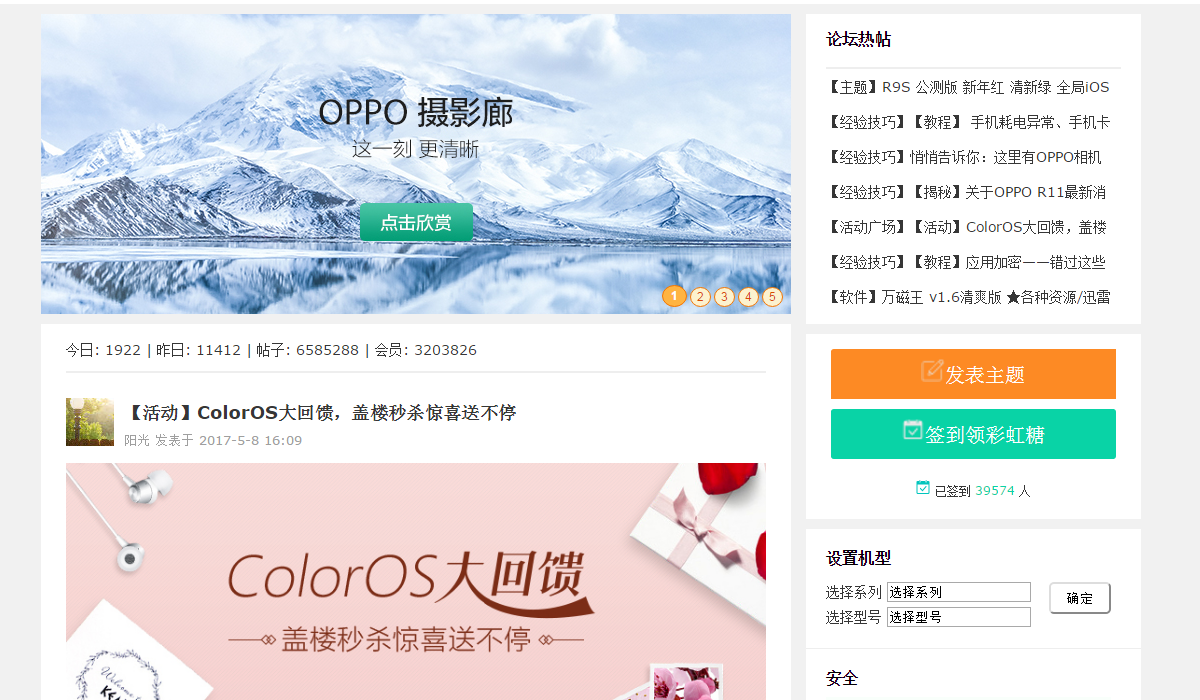 OPPO 摄影廊
这一刻 更清晰
点击欣赏
1 2 3 4 5
今日: 1922 | 昨日: 11412 | 帖子: 6585288 | 会员: 3203826
【活动】ColorOS大回馈，盖楼秒杀惊喜送不停
阳光 发表于 2017-5-8 16:09
ColorOS大回馈
盖楼秒杀惊喜送不停
Welcome to
论坛热帖
【主题】R9S 公测版 新年红 清新绿 全局iOS
【经验技巧】【教程】 手机耗电异常、手机卡
【经验技巧】悄悄告诉你：这里有OPPO相机
【经验技巧】【揭秘】关于OPPO R11最新消
【活动广场】【活动】ColorOS大回馈，盖楼
【经验技巧】【教程】应用加密——错过这些
【软件】万磁王 v1.6清爽版 ★各种资源/迅雷
发表主题
签到领彩虹糖
已签到 39574 人
设置机型
选择系列 选择系列
确定
选择型号 选择型号
安全